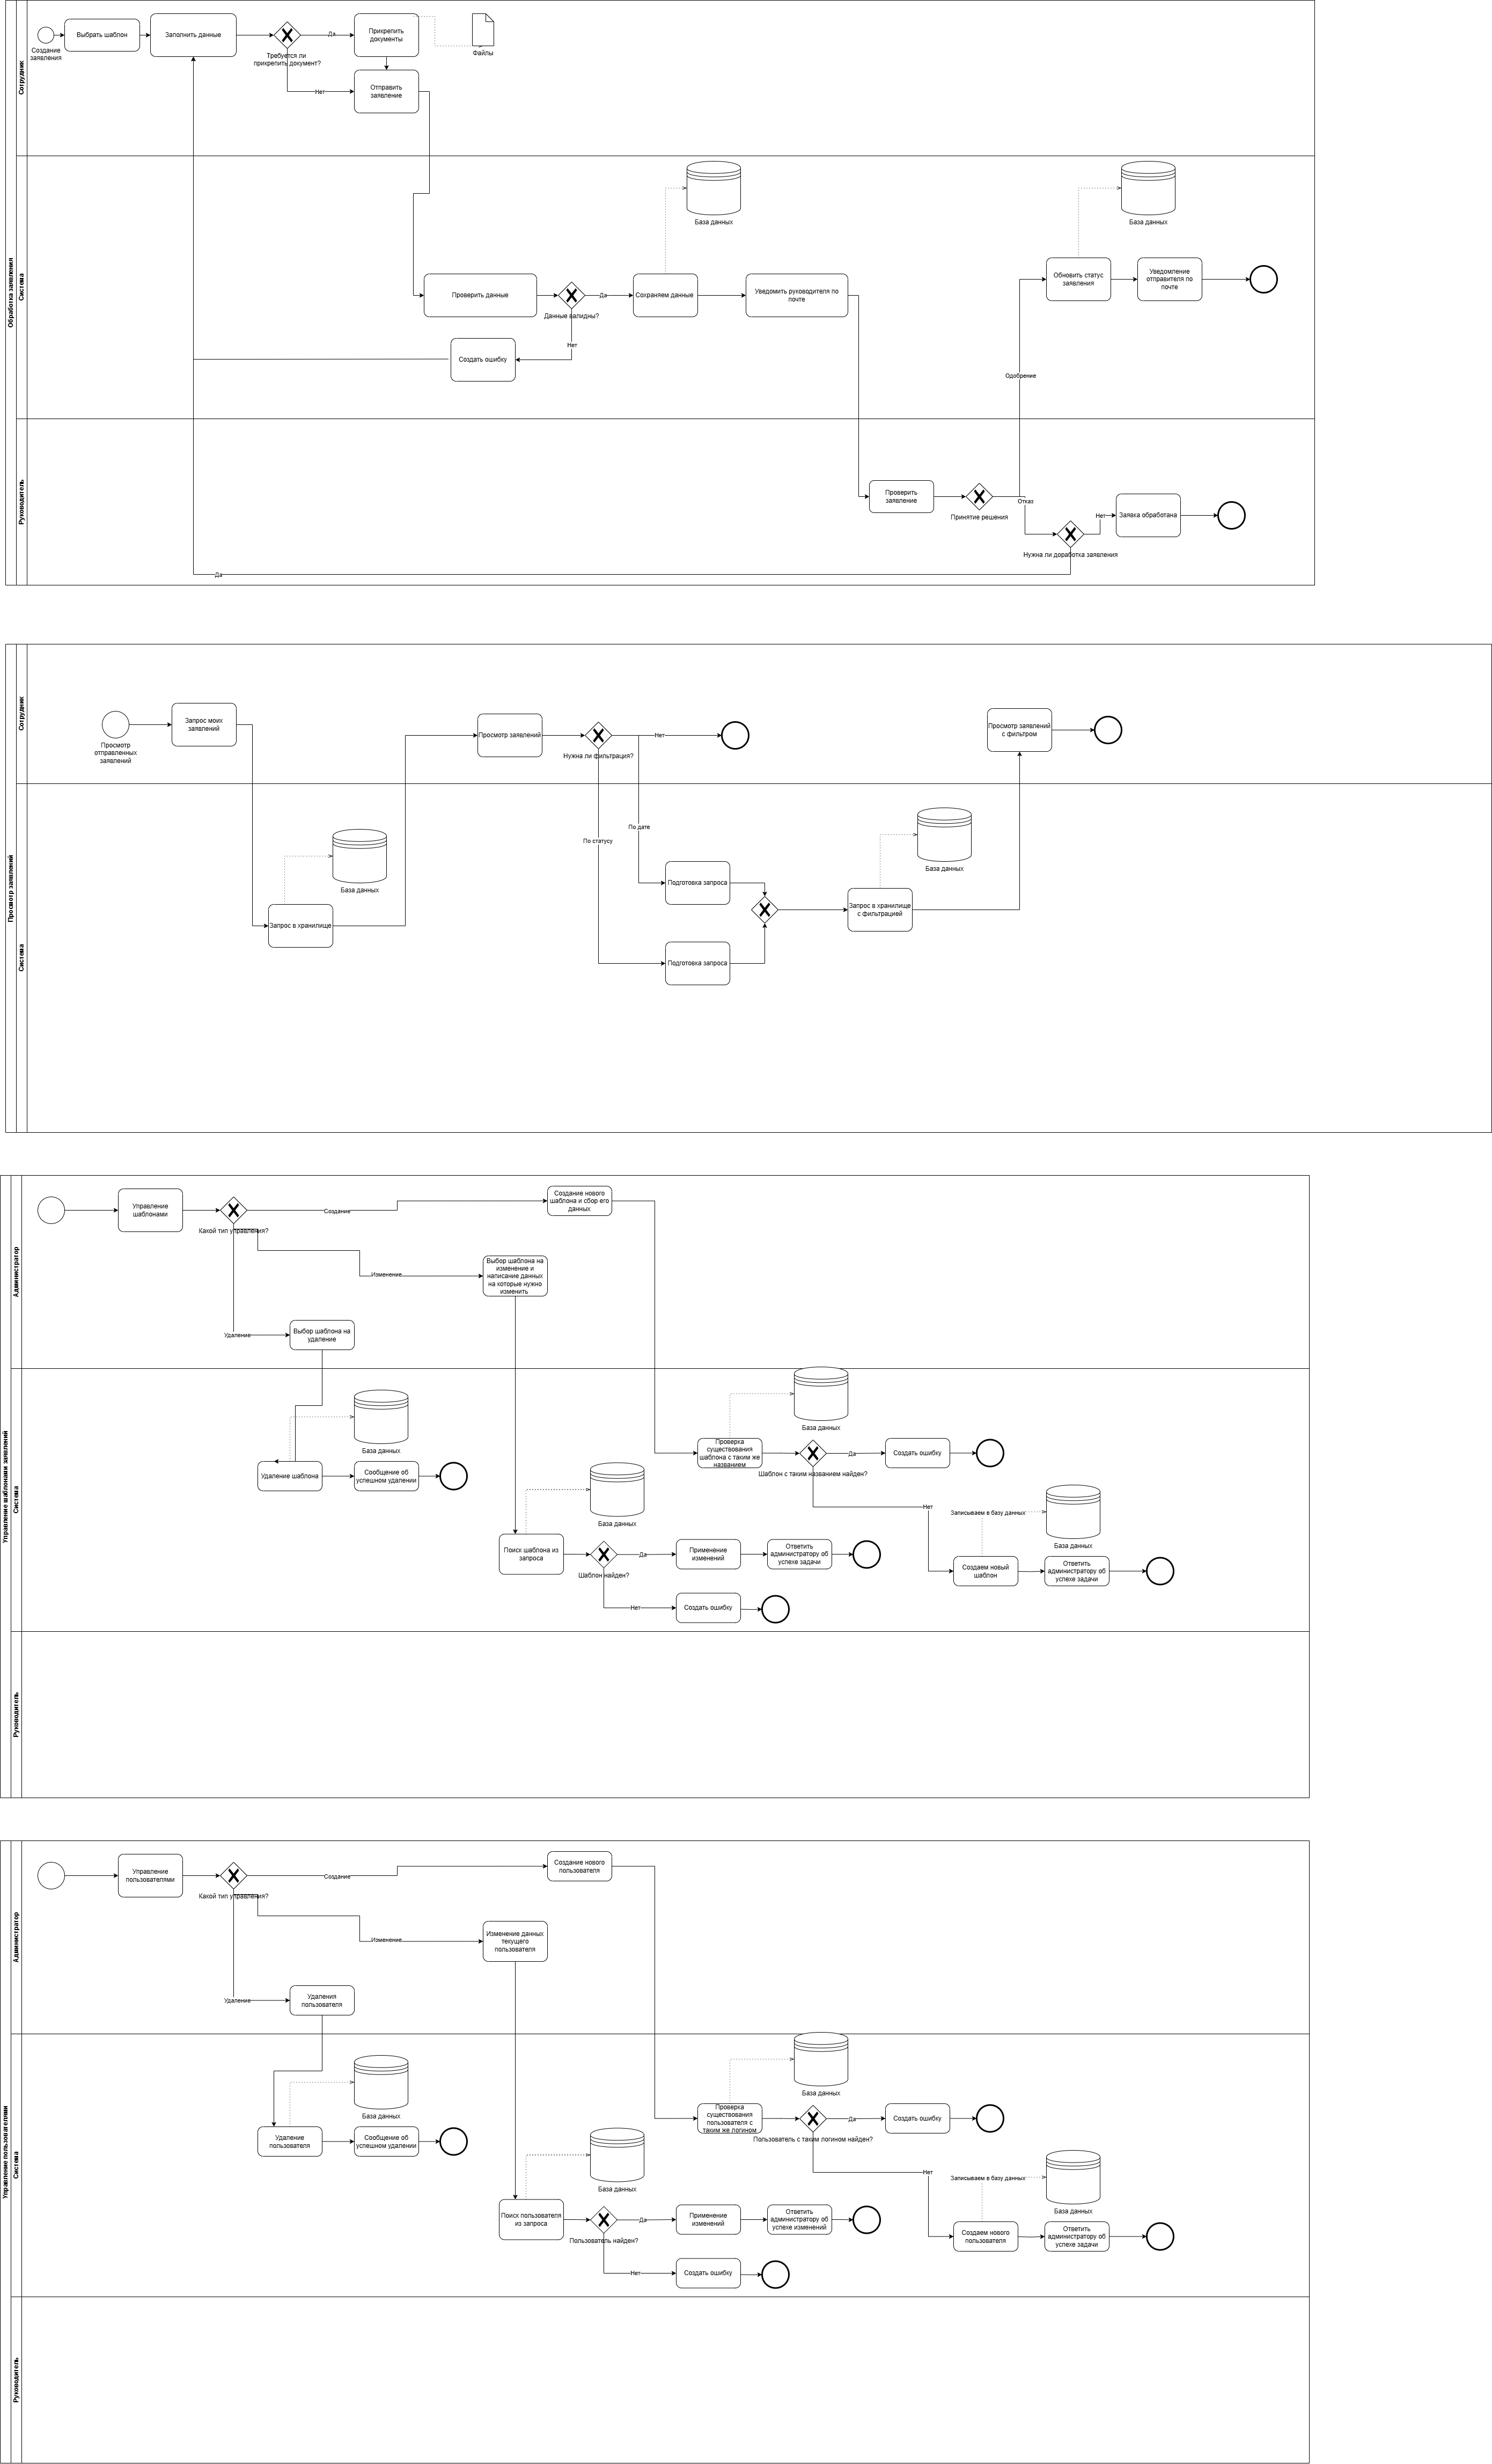 Обработка заявления
Сотрудник
Создание
заявления
Выбрать шаблон
Заполнить данные
Требуется ли
прикрепить документ?
Да
Нет
Прикрепить
документы
Файлы
Отправить
заявление
Система
Проверить данные
Данные валидны?
Да
Нет
Создать ошибку
Сохраняем данные
База данных
Уведомить руководителя по
почте
Обновить статус
заявления
База данных
Уведомление
отправителя по
почте
Одобрение
Руководитель
Проверить
заявление
Принятие решения
Отказ
Нужна ли доработка заявления
Нет
Заявка обработана
Да
Просмотр заявлений
Сотрудник
Просмотр
отправленных
заявлений
Запрос моих
заявлений
Просмотр заявлений
Нужна ли фильтрация?
Нет
Просмотр заявлений
с фильтром
Система
По дате
По статусу
База данных
Запрос в хранилище
Подготовка запроса
Подготовка запроса
База данных
Запрос в хранилище
с фильтрацией
Управление шаблонами заявлений
Администратор
Управление
шаблонами
Какой тип управления?
Создание
Создание нового
шаблона и сбор его
данных
Изменение
Выбор шаблона на
изменение и
написание данных
на которые нужно
изменить
Удаление
Выбор шаблона на
удаление
Система
База данных
Удаление шаблона
Сообщение об
успешном удалении
База данных
Проверка
существования
шаблона с таким же
названием
Шаблон с таким названием найден?
Да
Создать ошибку
Нет
База данных
Поиск шаблона из
запроса
Шаблон найден?
Да
Применение
изменений
Ответить
администратору об
успехе задачи
Нет
Создать ошибку
Записываем в базу данных
База данных
Создаем новый
шаблон
Ответить
администратору об
успехе задачи
Руководитель
Управление пользователями
Администратор
Управление
пользователями
Какой тип управления?
Создание
Создание нового
пользователя
Изменение
Изменение данных
текущего
пользователя
Удаление
Удаления
пользователя
Система
База данных
Удаление
пользователя
Сообщение об
успешном удалении
База данных
Проверка
существования
пользователя с
таким же логином
Пользователь с таким логином найден?
Да
Создать ошибку
Нет
База данных
Поиск пользователя
из запроса
Пользователь найден?
Да
Применение
изменений
Ответить
администратору об
успехе изменений
Нет
Создать ошибку
Записываем в базу данных
База данных
Создаем нового
пользователя
Ответить
администратору об
успехе задачи
Руководитель